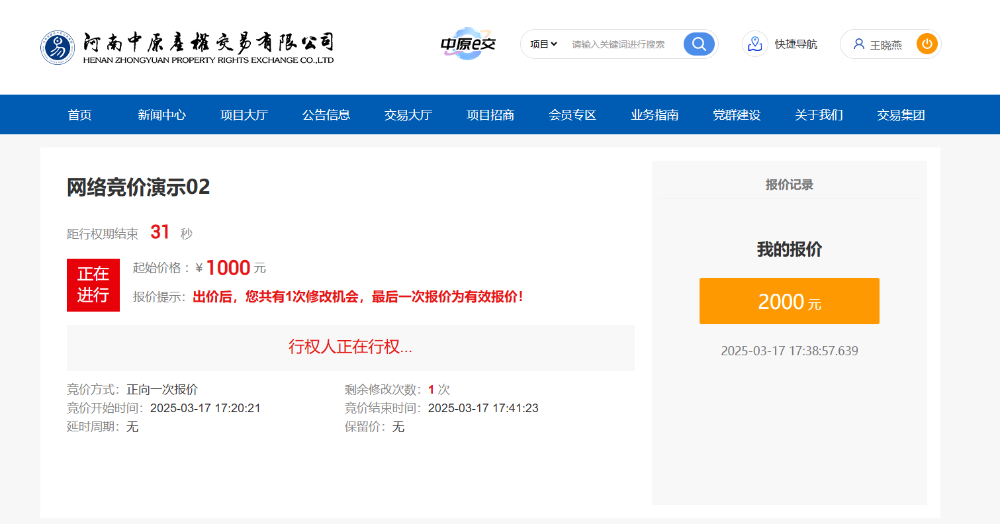 河南中原產權交易有限公司
HENAN ZHONGYUAN PROPERTY RIGHTS EXCHANGE CO.,LTD
中原e交
项目
请输入关键词进行搜索
快捷导航
王晓燕
首页 新闻中心 项目大厅 公告信息 交易大厅 项目招商 会员专区 业务指南 党群建设 关于我们 交易集团
网络竞价演示02
距行权期结束 31 秒
正在
进行
起始价格：¥ 1000 元
报价提示：出价后，您共有1次修改机会，最后一次报价为有效报价！
行权人正在行权...
竞价方式：正向一次报价
剩余修改次数：1 次
竞价开始时间：2025-03-17 17:20:21
竞价结束时间：2025-03-17 17:41:23
延时周期：无
保留价：无
报价记录
我的报价
2000 元
2025-03-17 17:38:57.639